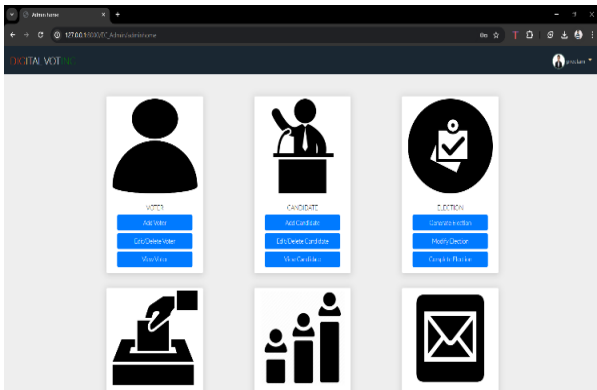 Admin home
127.0.0.1:8000/EC_Admin/adminhome
DIGITAL VOTING
VOTER
Add Voter
Edit/Delete Voter
View Voter
CANDIDATE
Add Candidate
Edit/Delete Candidate
View Candidate
ELECTION
Generate Election
Modify Election
Complete Election